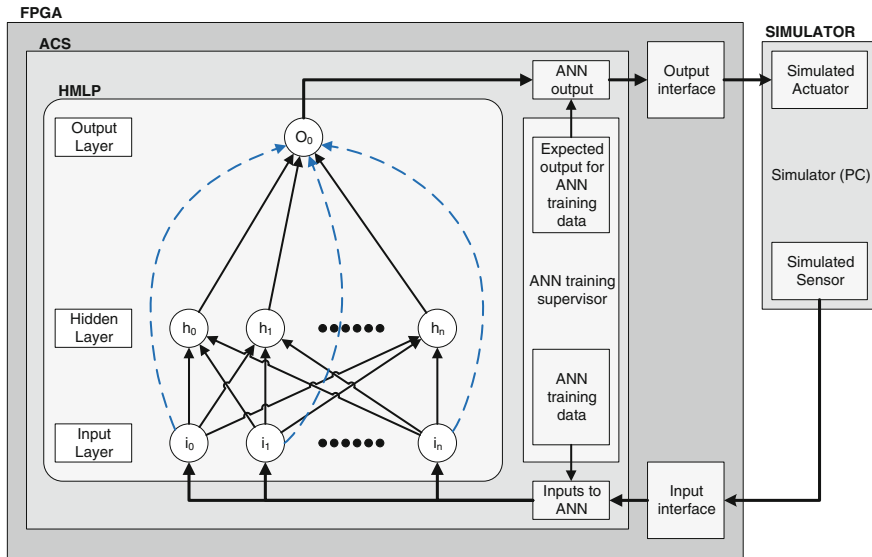 FPGA
ACS
SIMULATOR
HMLP
ANN
output
Output
interface
Simulated
Actuator
Output
Layer
O0
Expected
output for
ANN
training
data
Simulator (PC)
ANN training
supervisor
Simulated
Sensor
Hidden
Layer
h0
h1
hn
ANN
training
data
Input
Layer
i0
i1
in
Inputs to
ANN
Input
interface